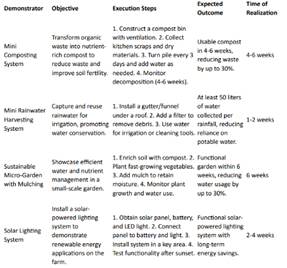 Demonstrator Objective Execution Steps Expected Outcome Time of Realization
Mini Composting System
Transform organic waste into nutrient-rich compost to reduce waste and improve soil fertility.
1. Construct a compost bin with ventilation. 2. Collect kitchen scraps and dry materials. 3. Turn pile every 3 days and add water as needed. 4. Monitor decomposition (4-6 weeks).
Usable compost in 4-6 weeks, reducing waste by up to 30%.
4-6 weeks
Mini Rainwater Harvesting System
Capture and reuse rainwater for irrigation, promoting water conservation.
1. Install a gutter/funnel under a roof. 2. Add a filter to remove debris. 3. Use water for irrigation or cleaning tools.
At least 50 liters of water collected per rainfall, reducing reliance on potable water.
1-2 weeks
Sustainable Micro-Garden with Mulching
Showcase efficient water and nutrient management in a small-scale garden.
1. Enrich soil with compost. 2. Plant fast-growing vegetables. 3. Add mulch to retain moisture. 4. Monitor plant growth and water use.
Functional garden within 6 weeks, reducing water usage by up to 30%.
6 weeks
Solar Lighting System
Install a solar-powered lighting system to demonstrate renewable energy applications on the farm.
1. Obtain solar panel, battery, and LED light. 2. Connect panel to battery and light. 3. Install system in a key area. 4. Test functionality after sunset.
Functional solar-powered lighting system with long-term energy savings.
2-4 weeks